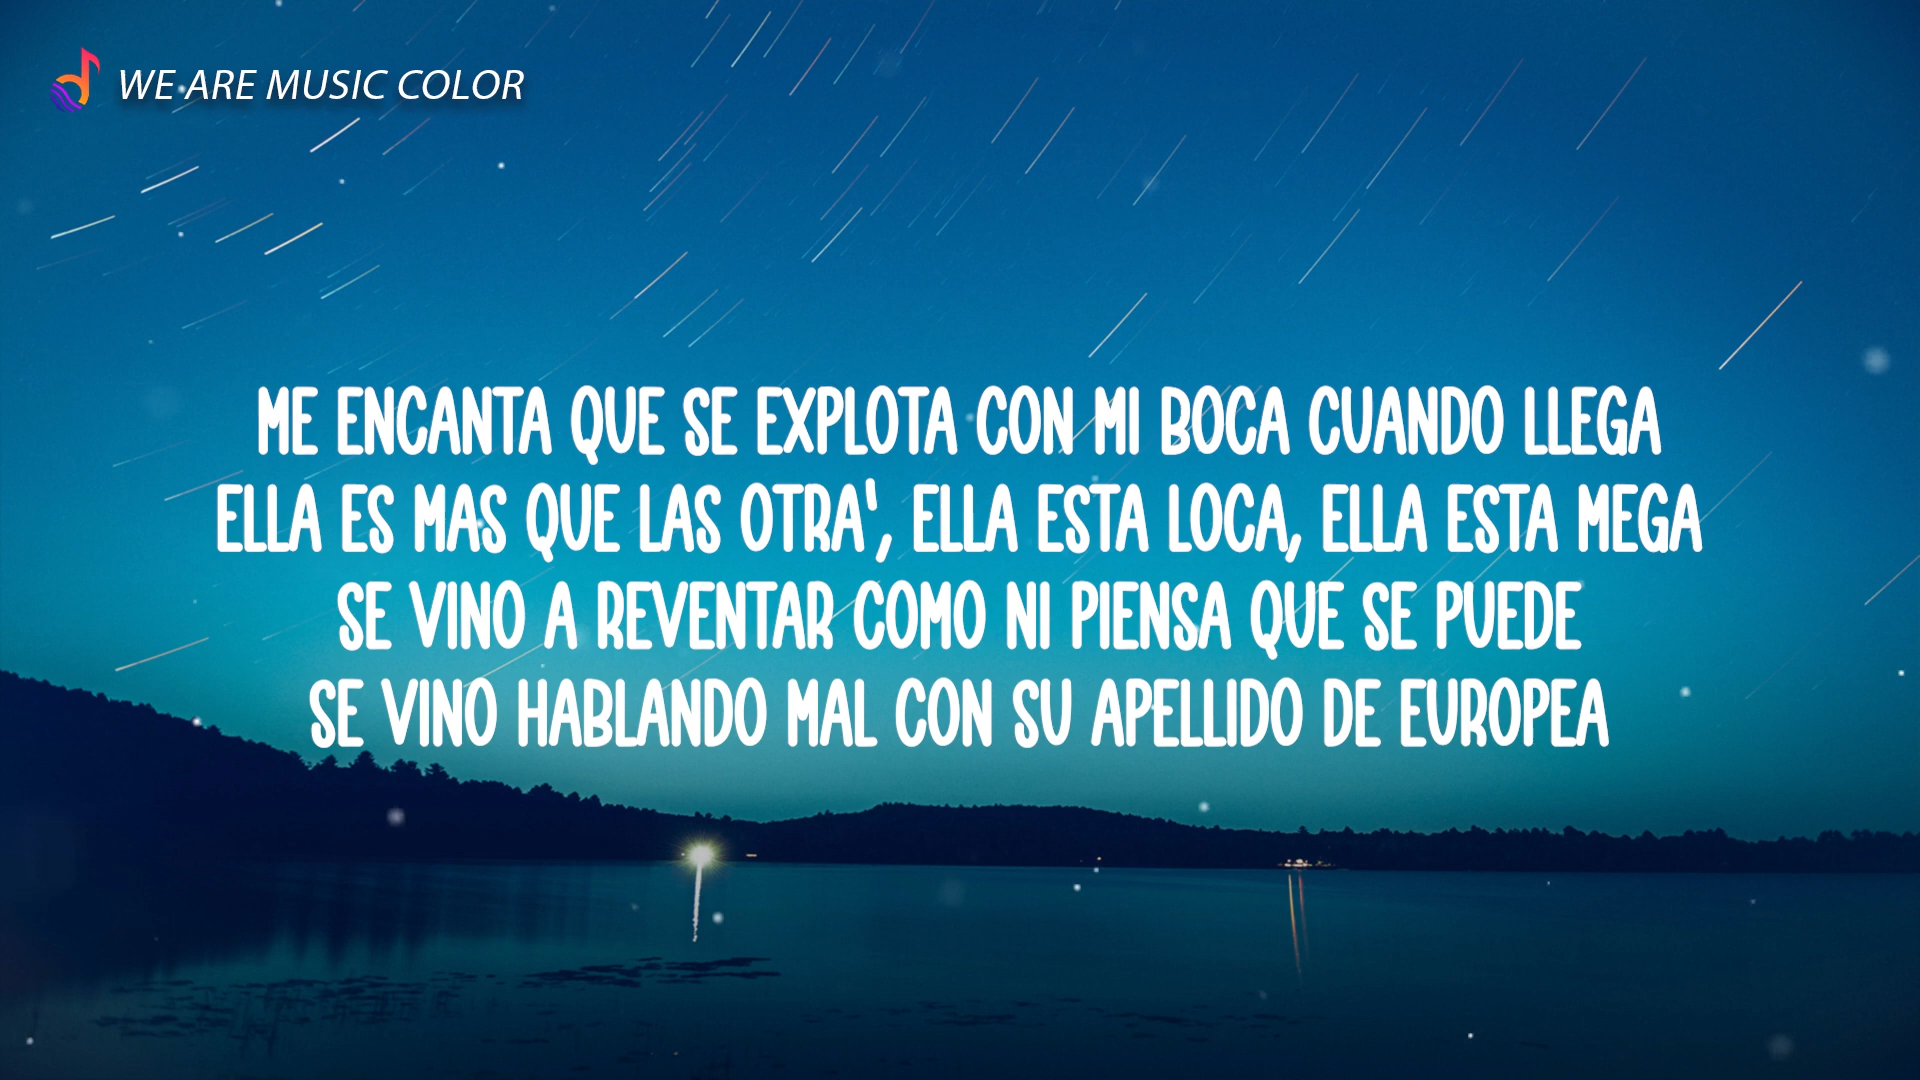 WE ARE MUSIC COLOR
ME ENCANTA QUE SE EXPLOTA CON MI BOCA CUANDO LLEGA
ELLA ES MAS QUE LAS OTRA', ELLA ESTA LOCA, ELLA ESTA MEGA
SE VINO A REVENTAR COMO NI PIENSA QUE SE PUEDE
SE VINO HABLANDO MAL CON SU APELLIDO DE EUROPEA